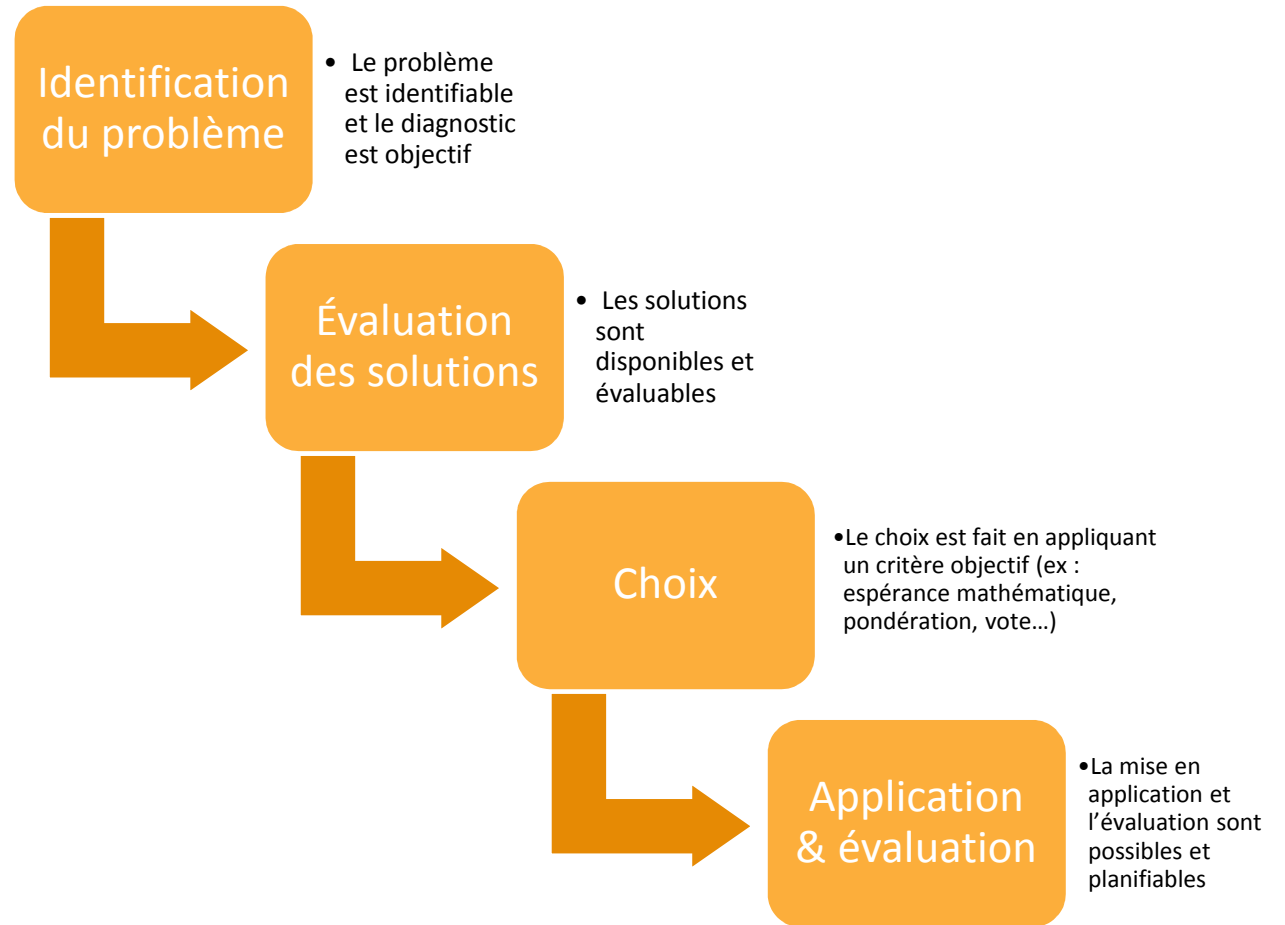 Identification
du problème
• Le problème
est identifiable
et le diagnostic
est objectif
Évaluation
des solutions
• Les solutions
sont
disponibles et
évaluables
Choix
•Le choix est fait en appliquant
un critère objectif (ex :
espérance mathématique,
pondération, vote…)
Application
& évaluation
•La mise en
application et
l’évaluation sont
possibles et
planifiables